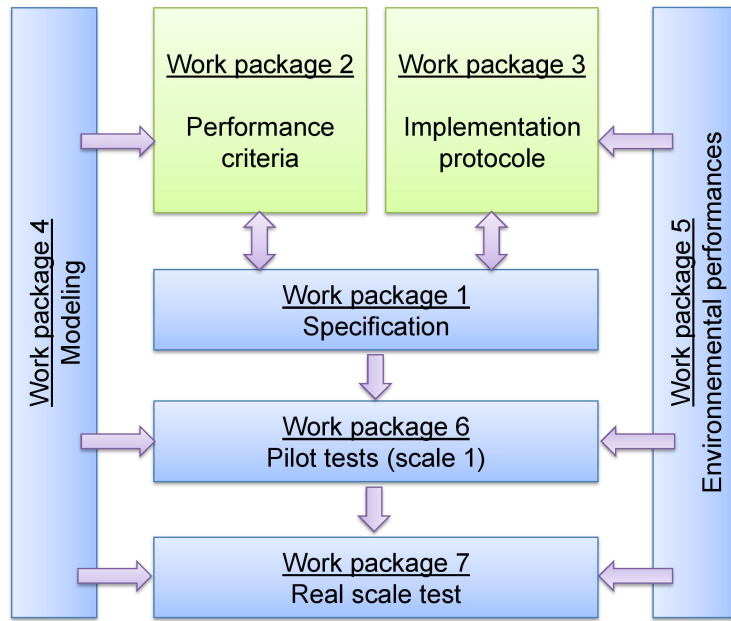 Work package 4
Modeling
Work package 2
Performance
criteria
Work package 3
Implementation
protocole
Work package 1
Specification
Work package 6
Pilot tests (scale 1)
Work package 7
Real scale test
Work package 5
Environnemental performances